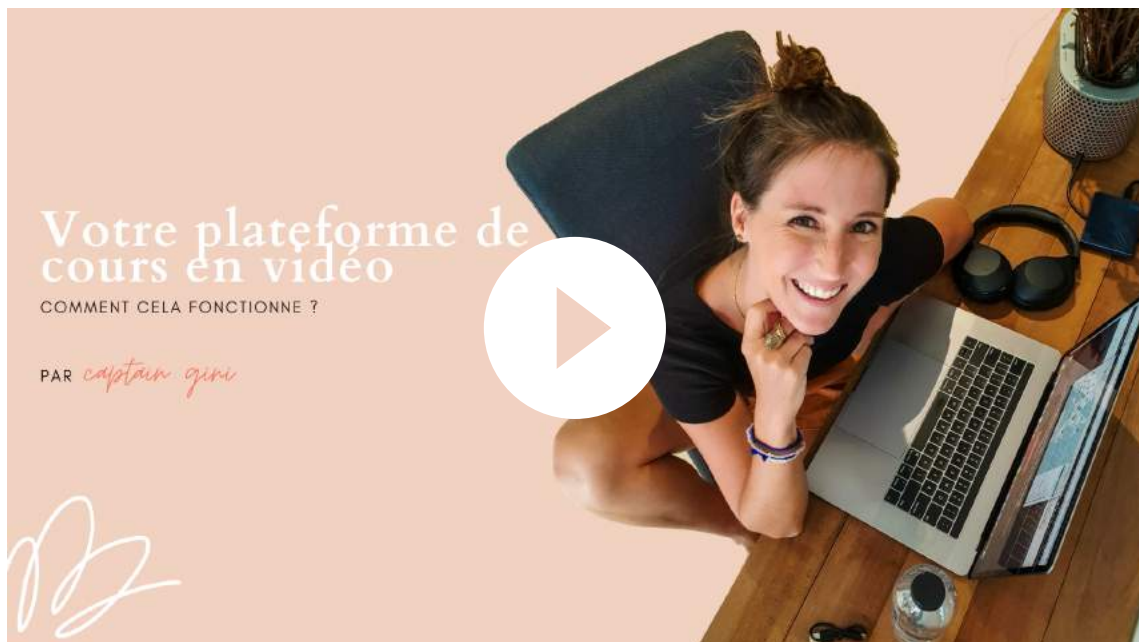 Votre plateforme de
cours en vidéo
COMMENT CELA FONCTIONNE ?
PAR captain gini